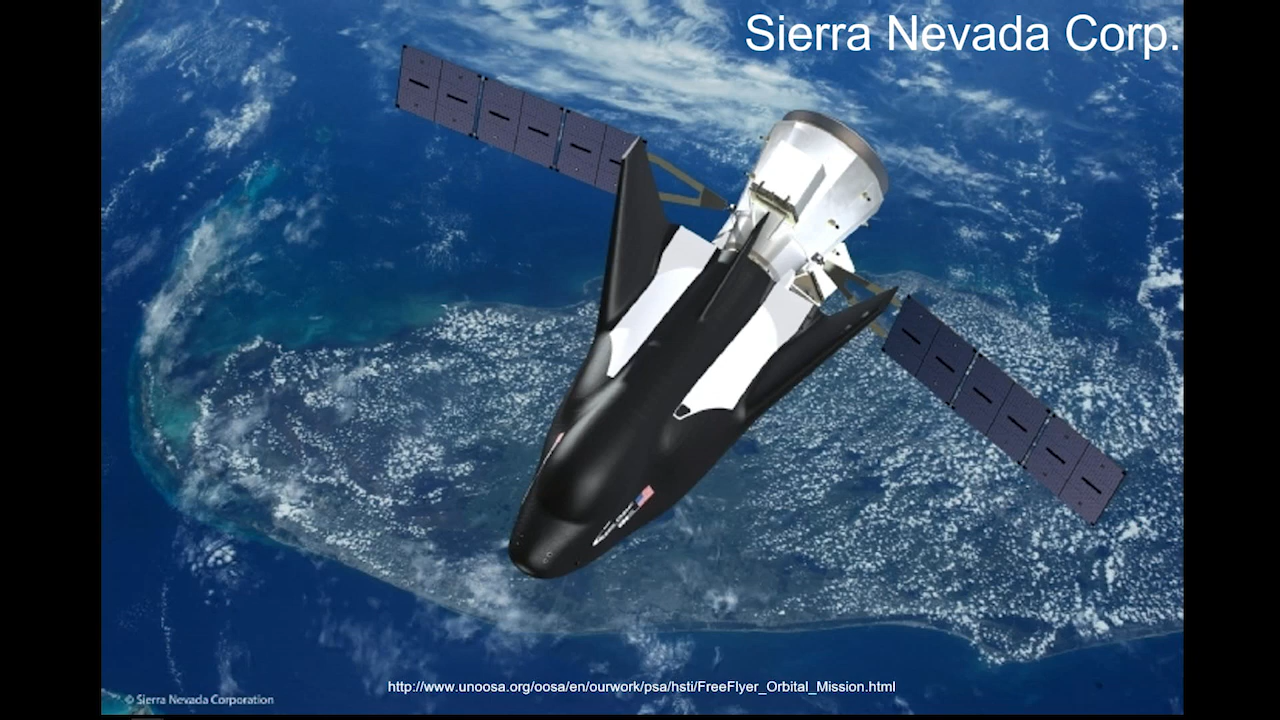 Sierra Nevada Corp.
http://www.unoosa.org/oosa/en/ourwork/psa/hsti/FreeFlyer_Orbital_Mission.html
© Sierra Nevada Corporation